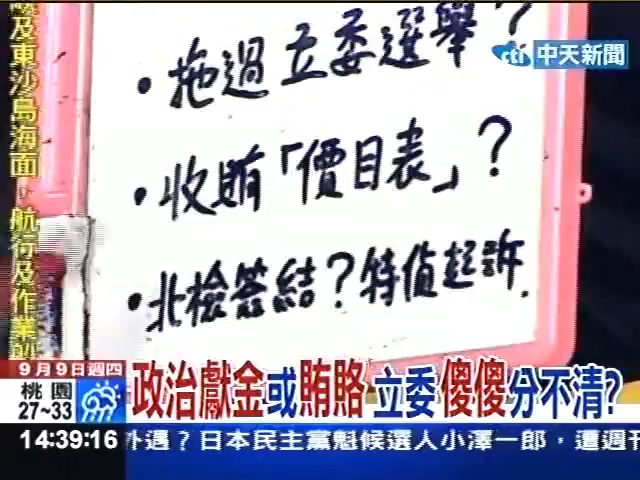 及東沙島海面，航行及作業
·拖過立委選舉?
cti 中天新聞
·收賄「價目表」?
·北檢簽結?特偵起訴.
9月9日週四
桃園
27~33
政治獻金或賄賂 立委傻傻分不清?
14:39:16
外遇？日本民主黨魁候選人小澤一郎，遭週刊